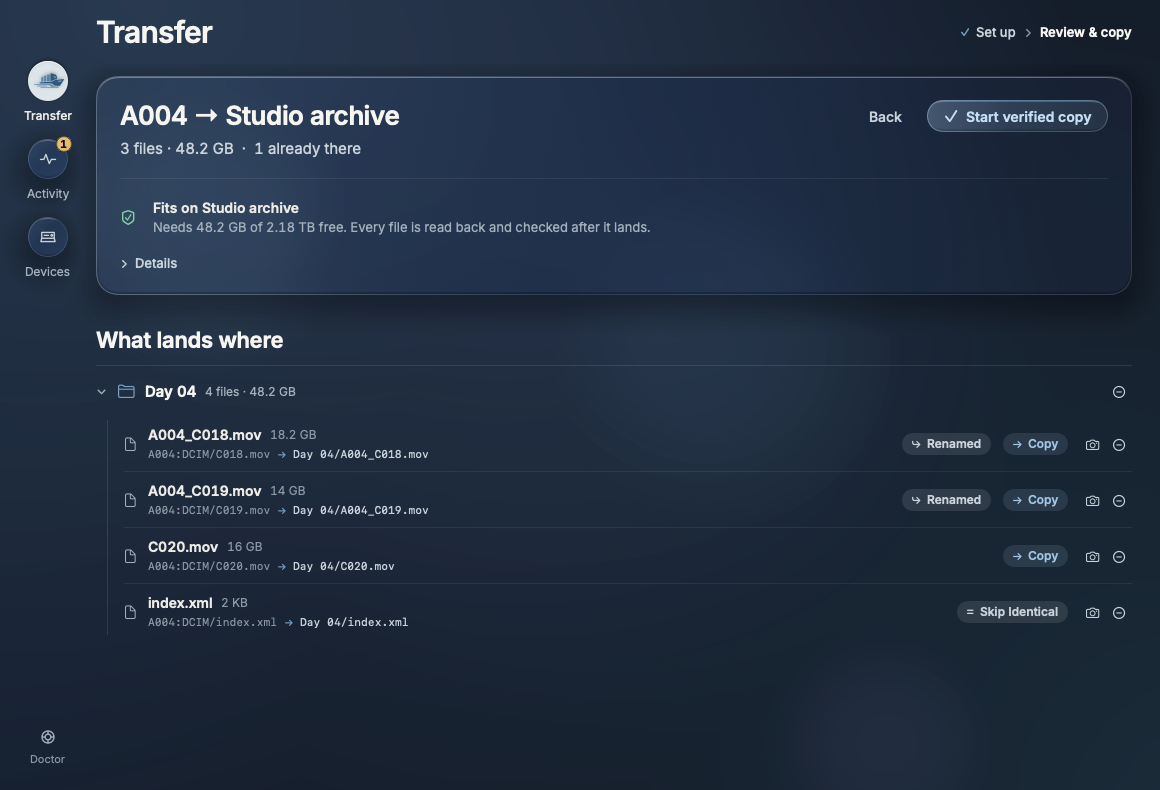 Transfer
✓ Set up › Review & copy
Transfer
1
Activity
Devices
A004 → Studio archive
Back
✓ Start verified copy
3 files · 48.2 GB · 1 already there
Fits on Studio archive
Needs 48.2 GB of 2.18 TB free. Every file is read back and checked after it lands.
› Details
What lands where
Day 04 4 files · 48.2 GB
A004_C018.mov 18.2 GB
A004:DCIM/C018.mov → Day 04/A004_C018.mov
↪ Renamed → Copy
A004_C019.mov 14 GB
A004:DCIM/C019.mov → Day 04/A004_C019.mov
↪ Renamed → Copy
C020.mov 16 GB
A004:DCIM/C020.mov → Day 04/C020.mov
→ Copy
index.xml 2 KB
A004:DCIM/index.xml → Day 04/index.xml
= Skip Identical
Doctor